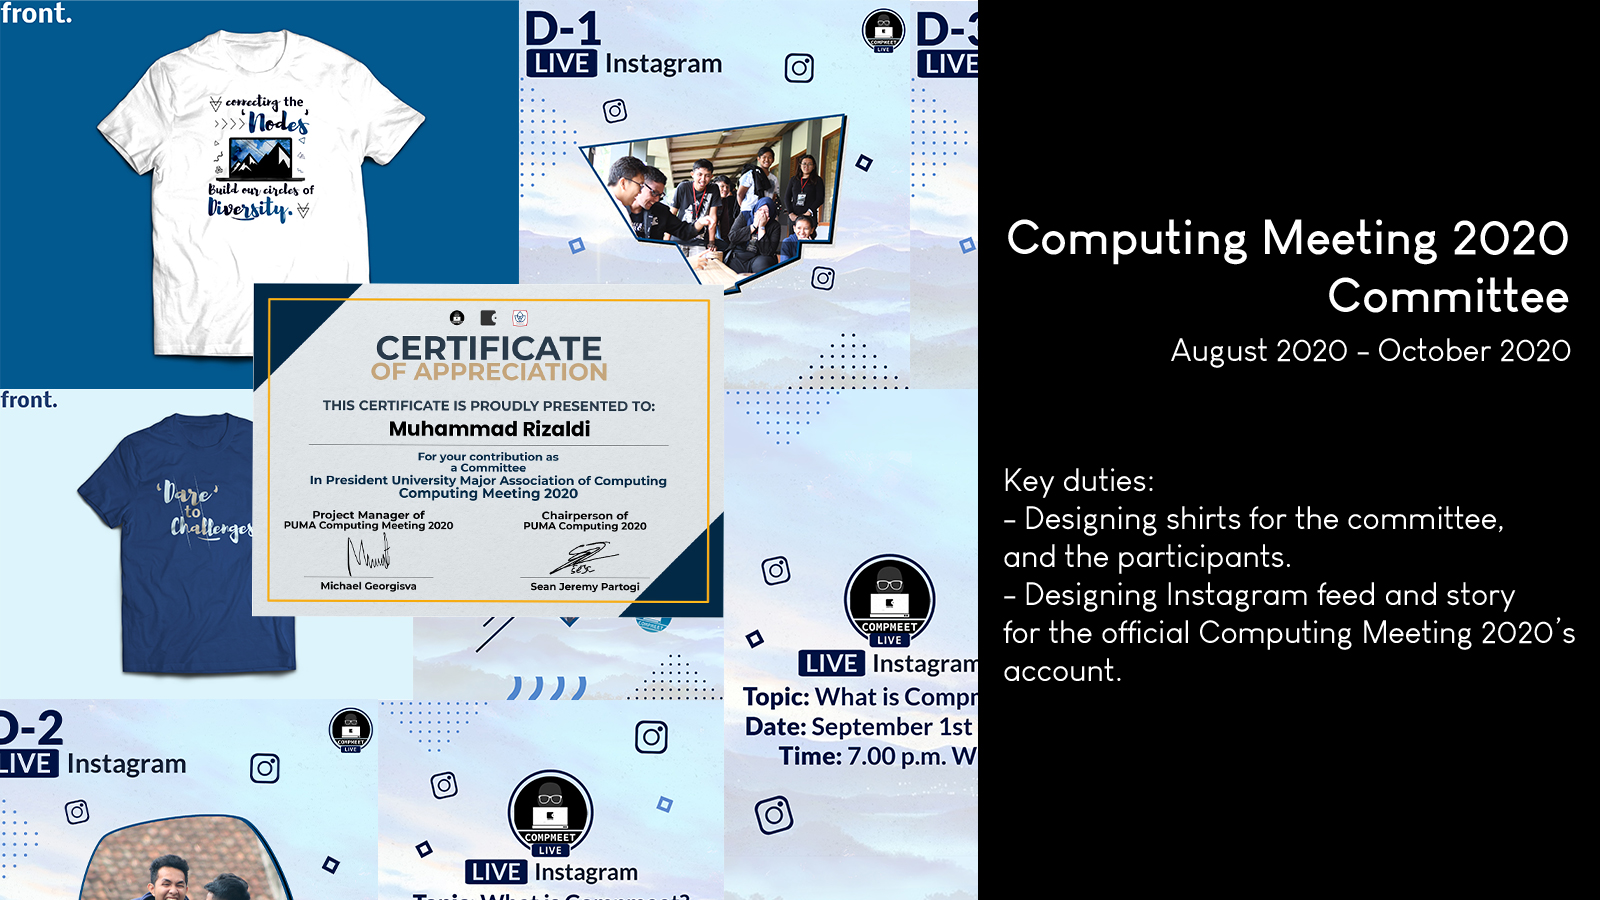 front.
connecting the
'Nodes'
Build our circles of
Diversity.
D-1
LIVE Instagram
COMPMEET
LIVE
D-3
LIVE
front.
'Dare'
to
Challenges
CERTIFICATE
OF APPRECIATION
THIS CERTIFICATE IS PROUDLY PRESENTED TO:
Muhammad Rizaldi
For your contribution as
a Committee
In President University Major Association of Computing
Computing Meeting 2020
Project Manager of
PUMA Computing Meeting 2020
Chairperson of
PUMA Computing 2020
Michael Georgisva
Sean Jeremy Partogi
COMPMEET
LIVE
LIVE Instagram
Topic: What is Compm
Date: September 1st
Time: 7.00 p.m. W
D-2
LIVE Instagram
COMPMEET
LIVE
COMPMEET
LIVE
LIVE Instagram
Topic: What is Compmeet?
Computing Meeting 2020
Committee
August 2020 - October 2020
Key duties:
- Designing shirts for the committee,
and the participants.
- Designing Instagram feed and story
for the official Computing Meeting 2020's
account.